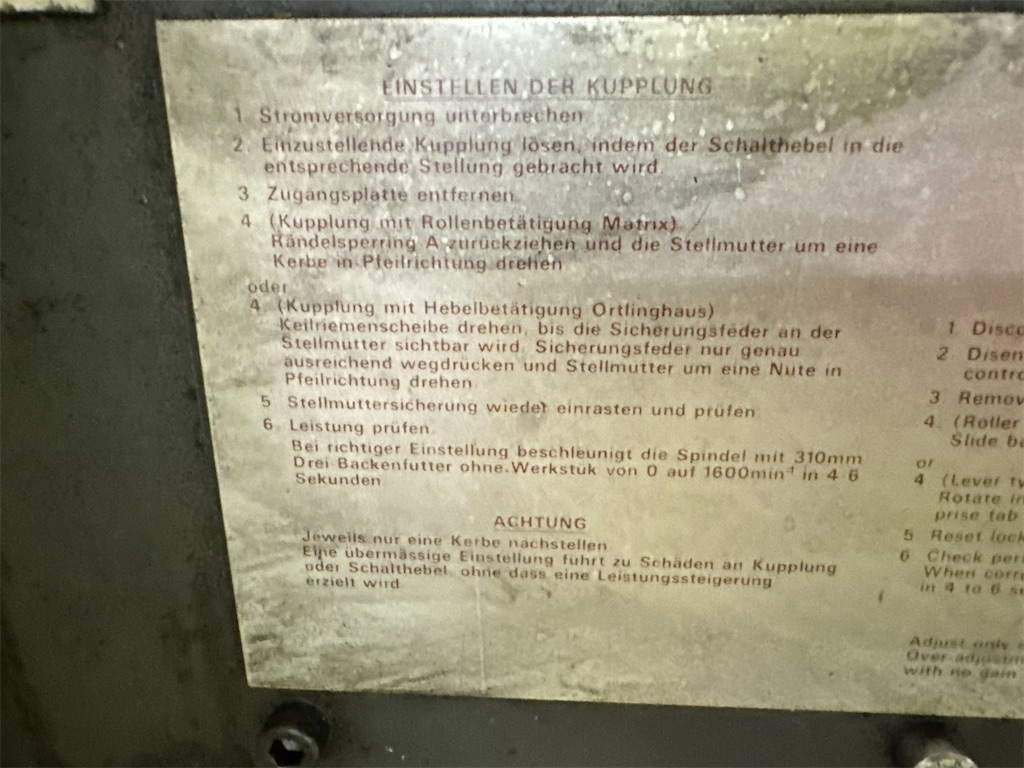 EINSTELLEN DER KUPPLUNG
1 Stromversorgung unterbrechen
2. Einzustellende Kupplung lösen, indem der Schalthebel in die
entsprechende Stellung gebracht wird
3 Zugangsplatte entfernen
4 (Kupplung mit Rollenbetätigung Matrix)
Rändelsperring A zurückziehen und die Stellmutter um eine
Kerbe in Pfeilrichtung drehen
oder
4 (Kupplung mit Hebelbetätigung Ortlinghaus)
Keilriemenscheibe drehen, bis die Sicherungsfeder an der
Stellmutter sichtbar wird. Sicherungsfeder nur genau
ausreichend wegdrücken und Stellmutter um eine Nute in
Pfeilrichtung drehen
5 Stellmuttersicherung wieder einrasten und prüfen
6. Leistung prüfen
Bei richtiger Einstellung beschleunigt die Spindel mit 310mm
Drei Backenfutter ohne Werkstük von 0 auf 1600min⁻¹ in 4 6
Sekunden
ACHTUNG
Jeweils nur eine Kerbe nachstellen
Eine übermässige Einstellung führt zu Schäden an Kupplung
oder Schalthebel, ohne dass eine Leistungssteigerung
erzielt wird
1 Disco
2 Disen
contro
3 Remov
4. (Roller
Slide ba
or
4 (Lever ty
Rotate in
prise tab
5 Reset lock
6 Check per
When corre
in 4 to 6 se
Adjust only
Over-adjustm
with no gain